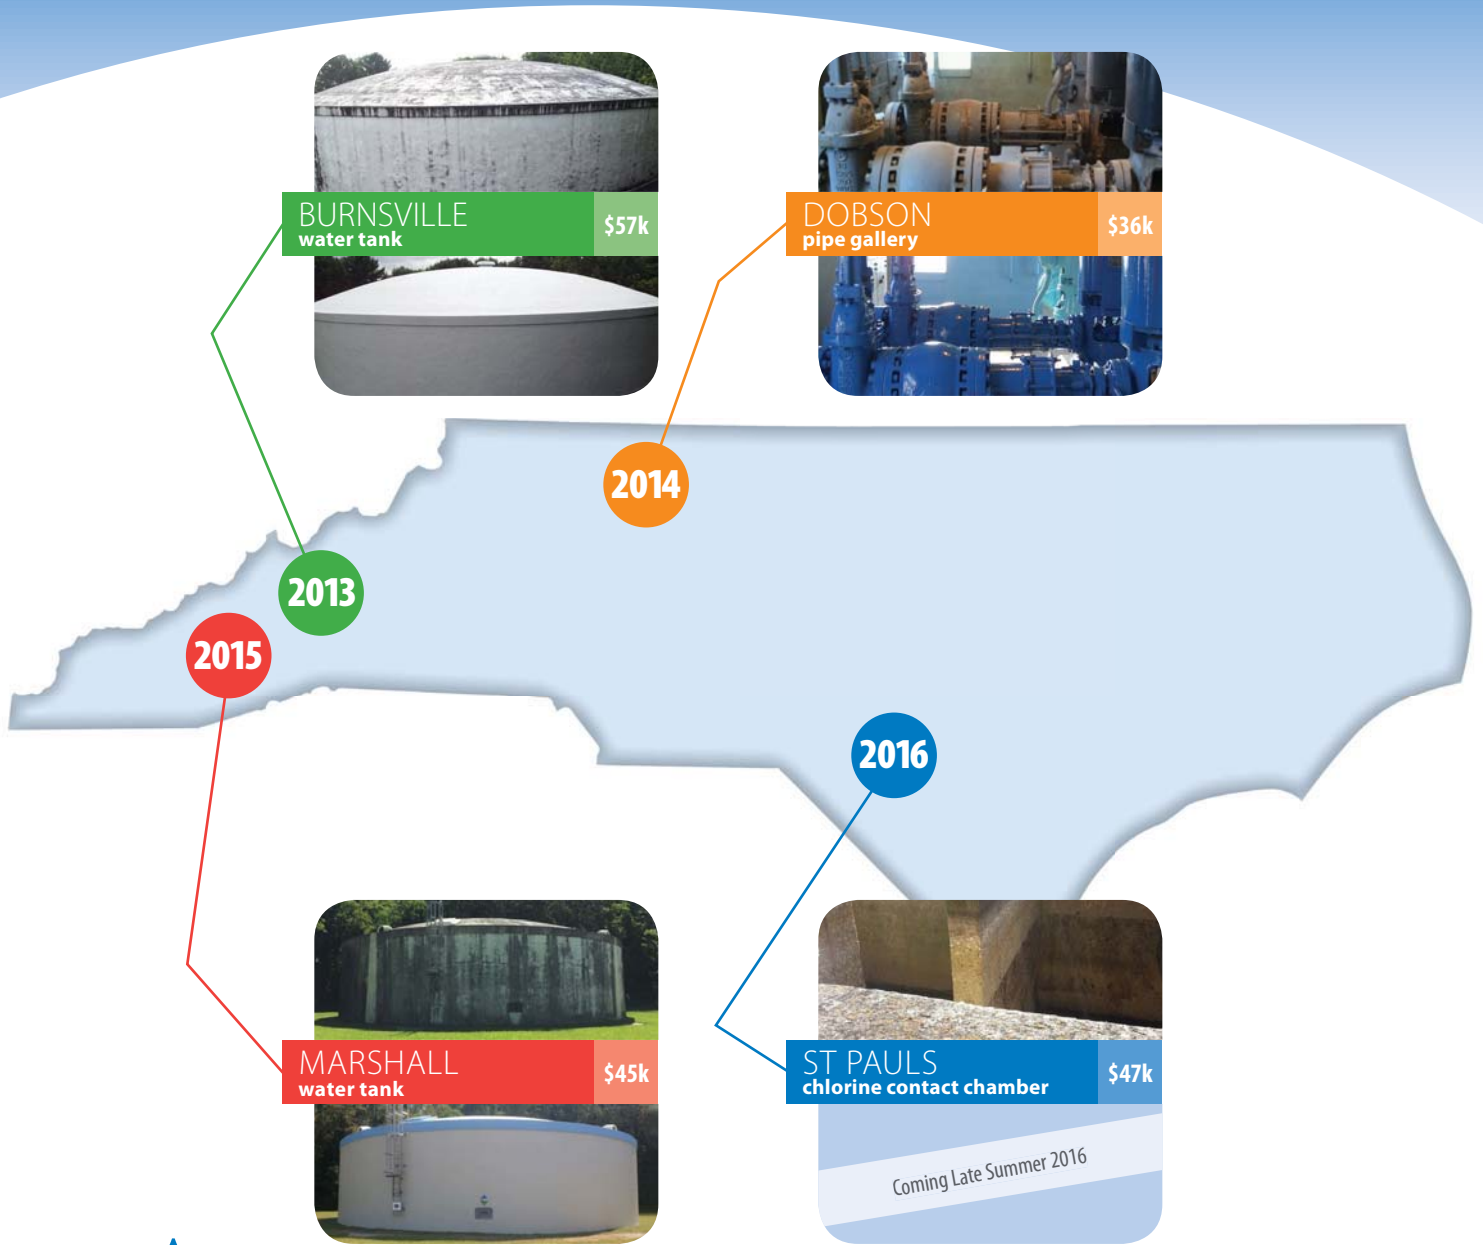 BURNSVILLE
water tank
$57k
DOBSON
pipe gallery
$36k
2014
2013
2015
2016
MARSHALL
water tank
$45k
ST PAULS
chlorine contact chamber
$47k
Coming Late Summer 2016